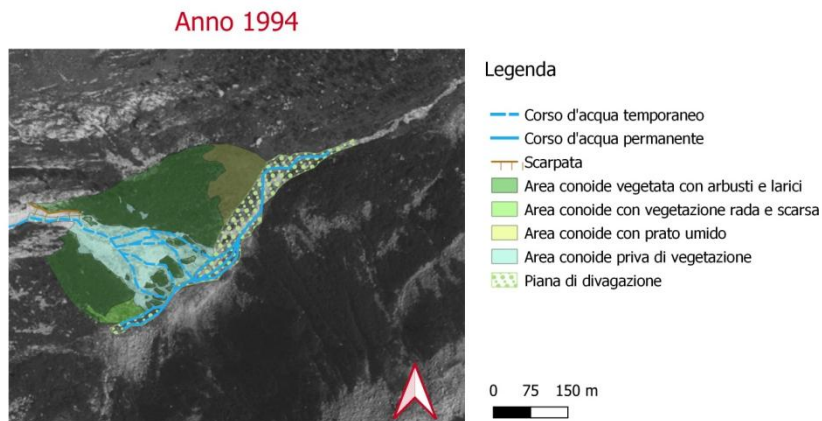 Anno 1994
Legenda
Corso d'acqua temporaneo
Corso d'acqua permanente
Scarpata
Area conoide vegetata con arbusti e larici
Area conoide con vegetazione rada e scarsa
Area conoide con prato umido
Area conoide priva di vegetazione
Piana di divagazione
0 75 150 m